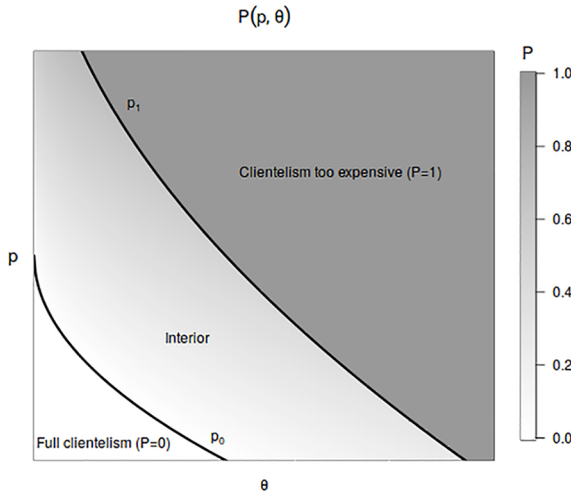 P(p, θ)
P
p₁
Clientelism too expensive (P=1)
p
Interior
p₀
Full clientelism (P=0)
θ
1.0
0.8
0.6
0.4
0.2
0.0